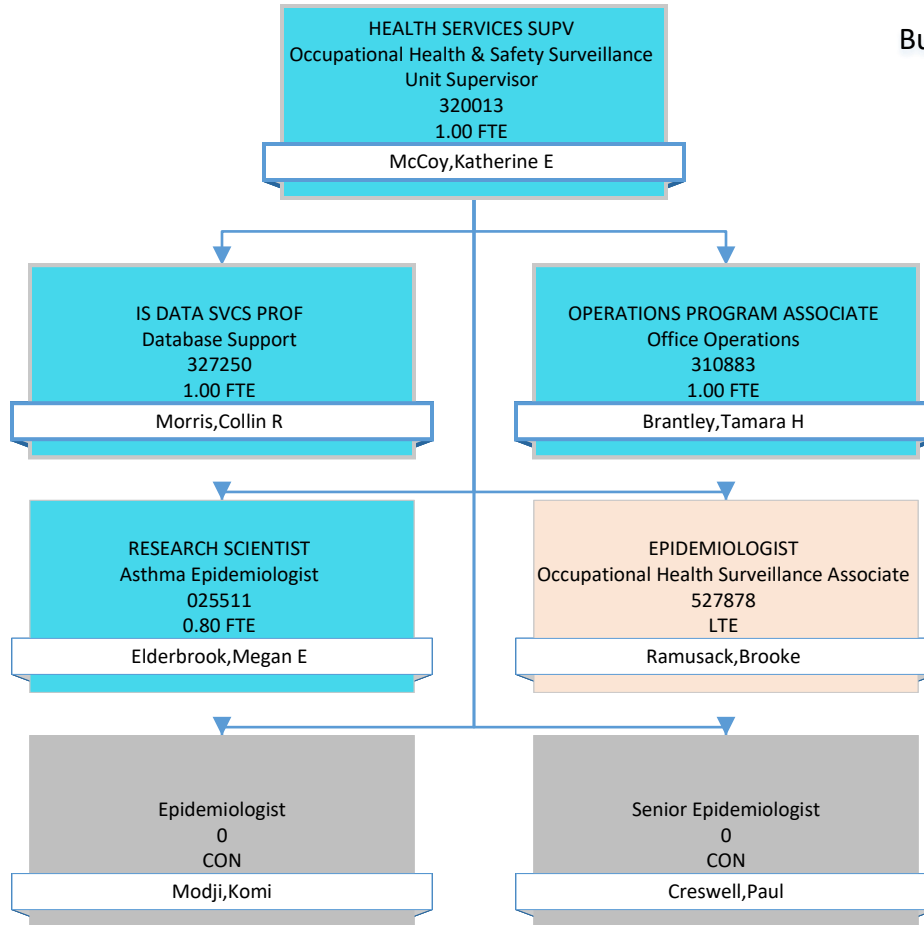 HEALTH SERVICES SUPV
Occupational Health & Safety Surveillance
Unit Supervisor
320013
1.00 FTE
McCoy,Katherine E
Bu
IS DATA SVCS PROF
Database Support
327250
1.00 FTE
Morris,Collin R
OPERATIONS PROGRAM ASSOCIATE
Office Operations
310883
1.00 FTE
Brantley,Tamara H
RESEARCH SCIENTIST
Asthma Epidemiologist
025511
0.80 FTE
Elderbrook,Megan E
EPIDEMIOLOGIST
Occupational Health Surveillance Associate
527878
LTE
Ramusack,Brooke
Epidemiologist
0
CON
Modji,Komi
Senior Epidemiologist
0
CON
Creswell,Paul